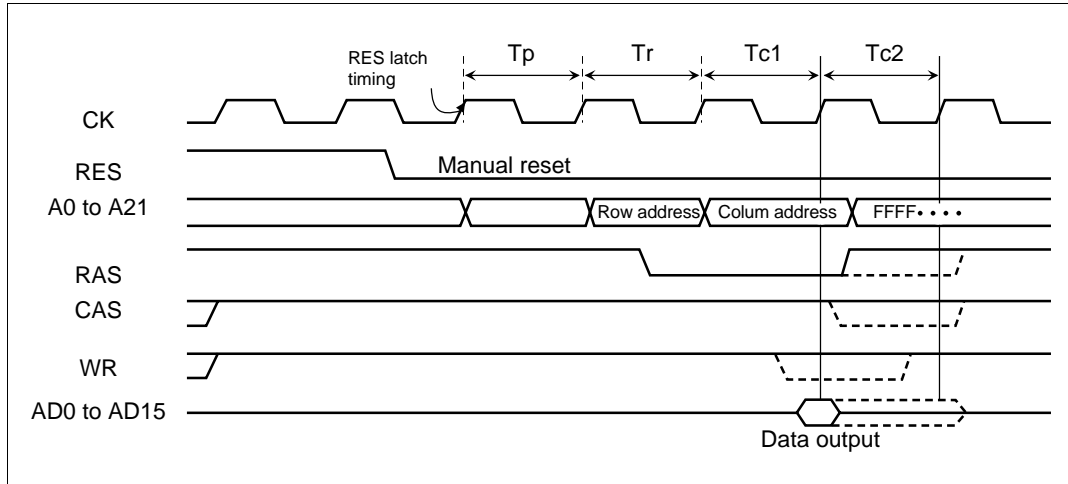 RES latch
timing
Tp
Tr
Tc1
Tc2
CK
RES
Manual reset
A0 to A21
Row address
Colum address
FFFF • • • •
RAS
CAS
WR
AD0 to AD15
Data output